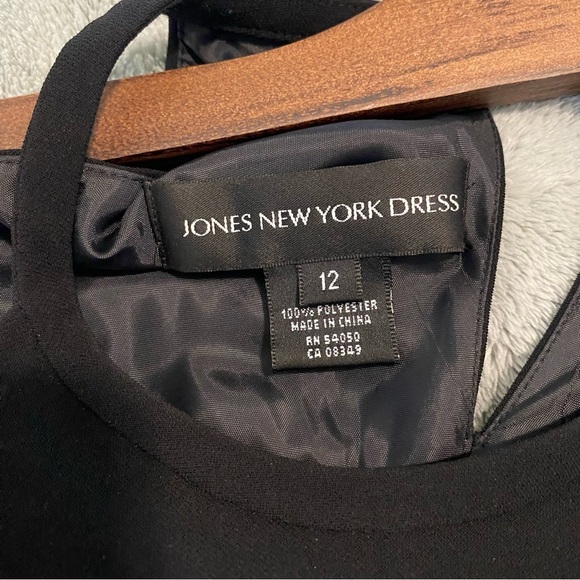 JONES NEW YORK DRESS
12
100% POLYESTER
MADE IN CHINA
RN 54050
CA 08349